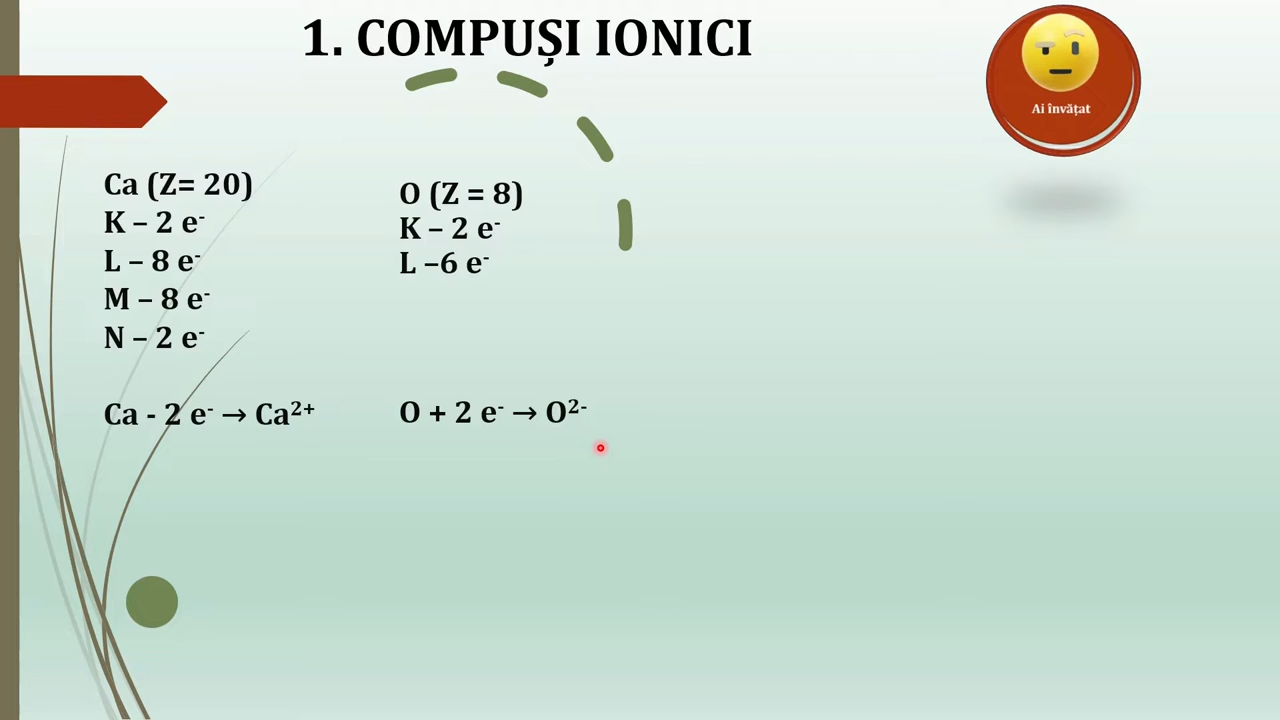 1. COMPUȘI IONICI
Ai învățat
Ca (Z= 20)
K – 2 e⁻
L – 8 e⁻
M – 8 e⁻
N – 2 e⁻
Ca - 2 e⁻ → Ca²⁺
O (Z = 8)
K – 2 e⁻
L –6 e⁻
O + 2 e⁻ → O²⁻